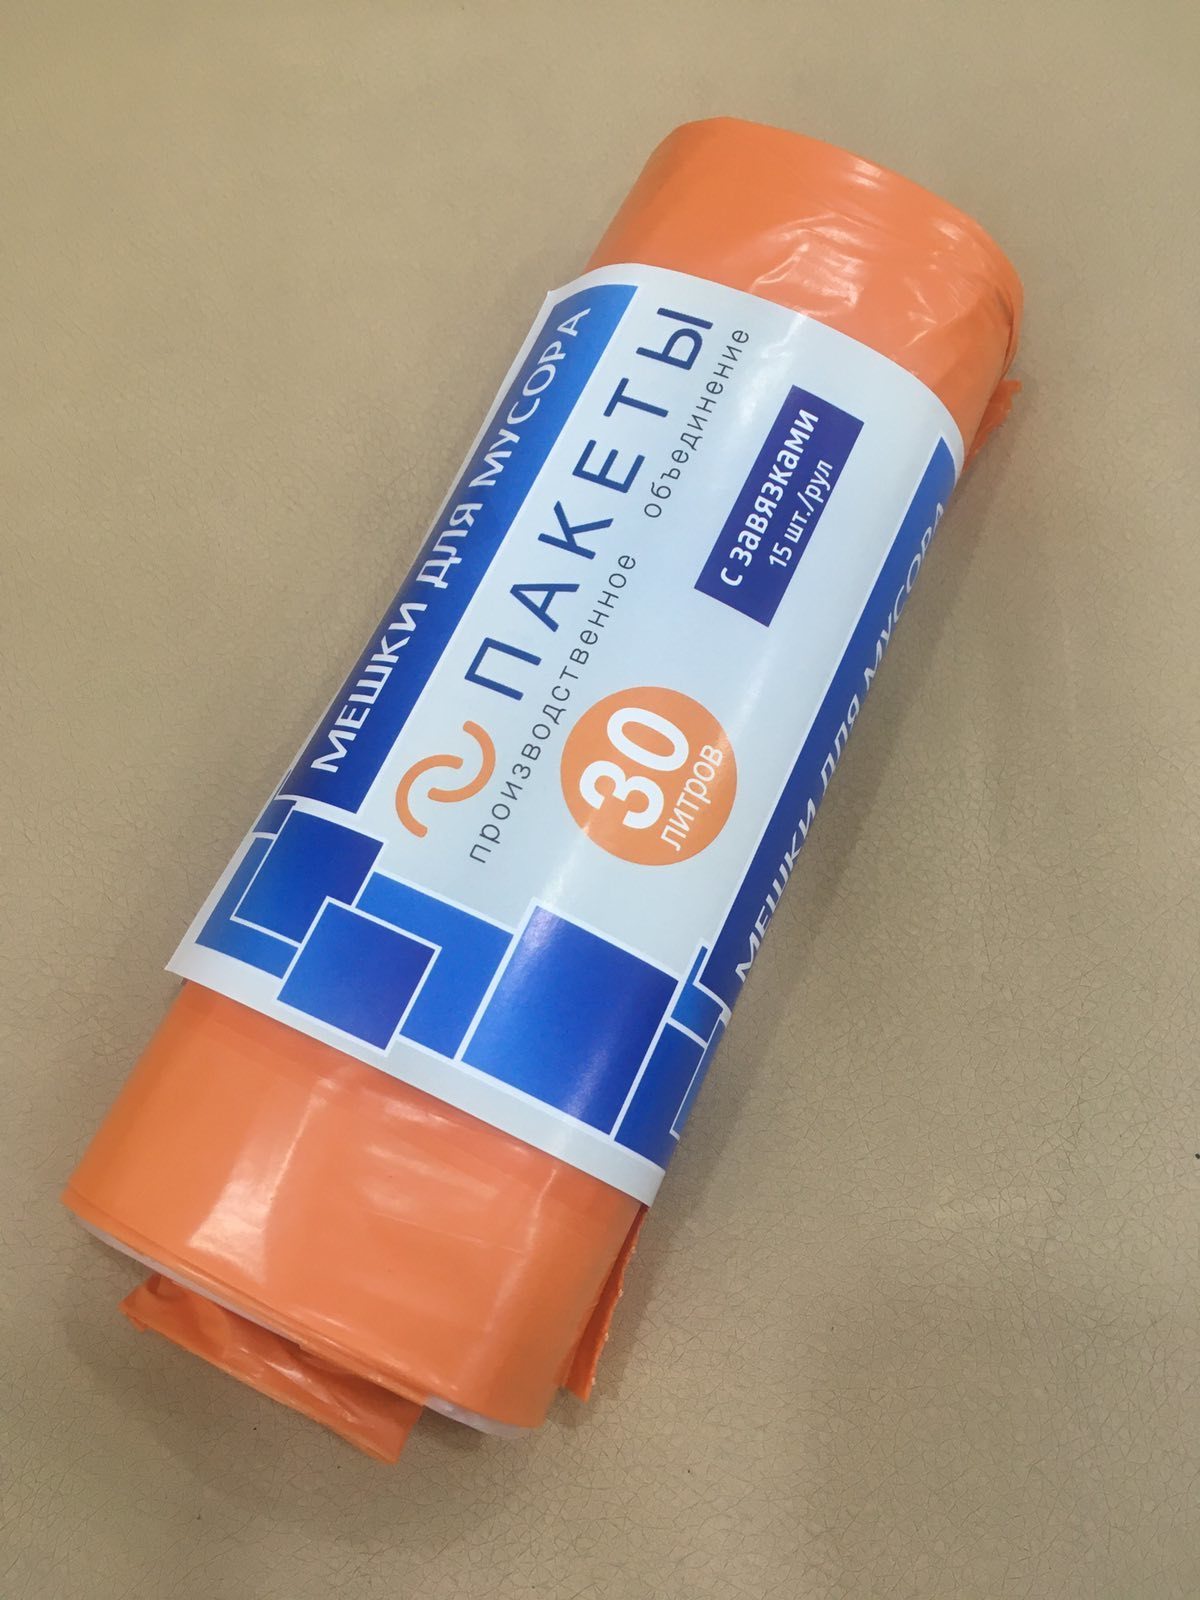 МЕШКИ ДЛЯ МУСОРА
ПАКЕТЫ
производственное объединение
с завязками
15 шт./рул
30
литров
МЕШКИ ДЛЯ МУСОРА